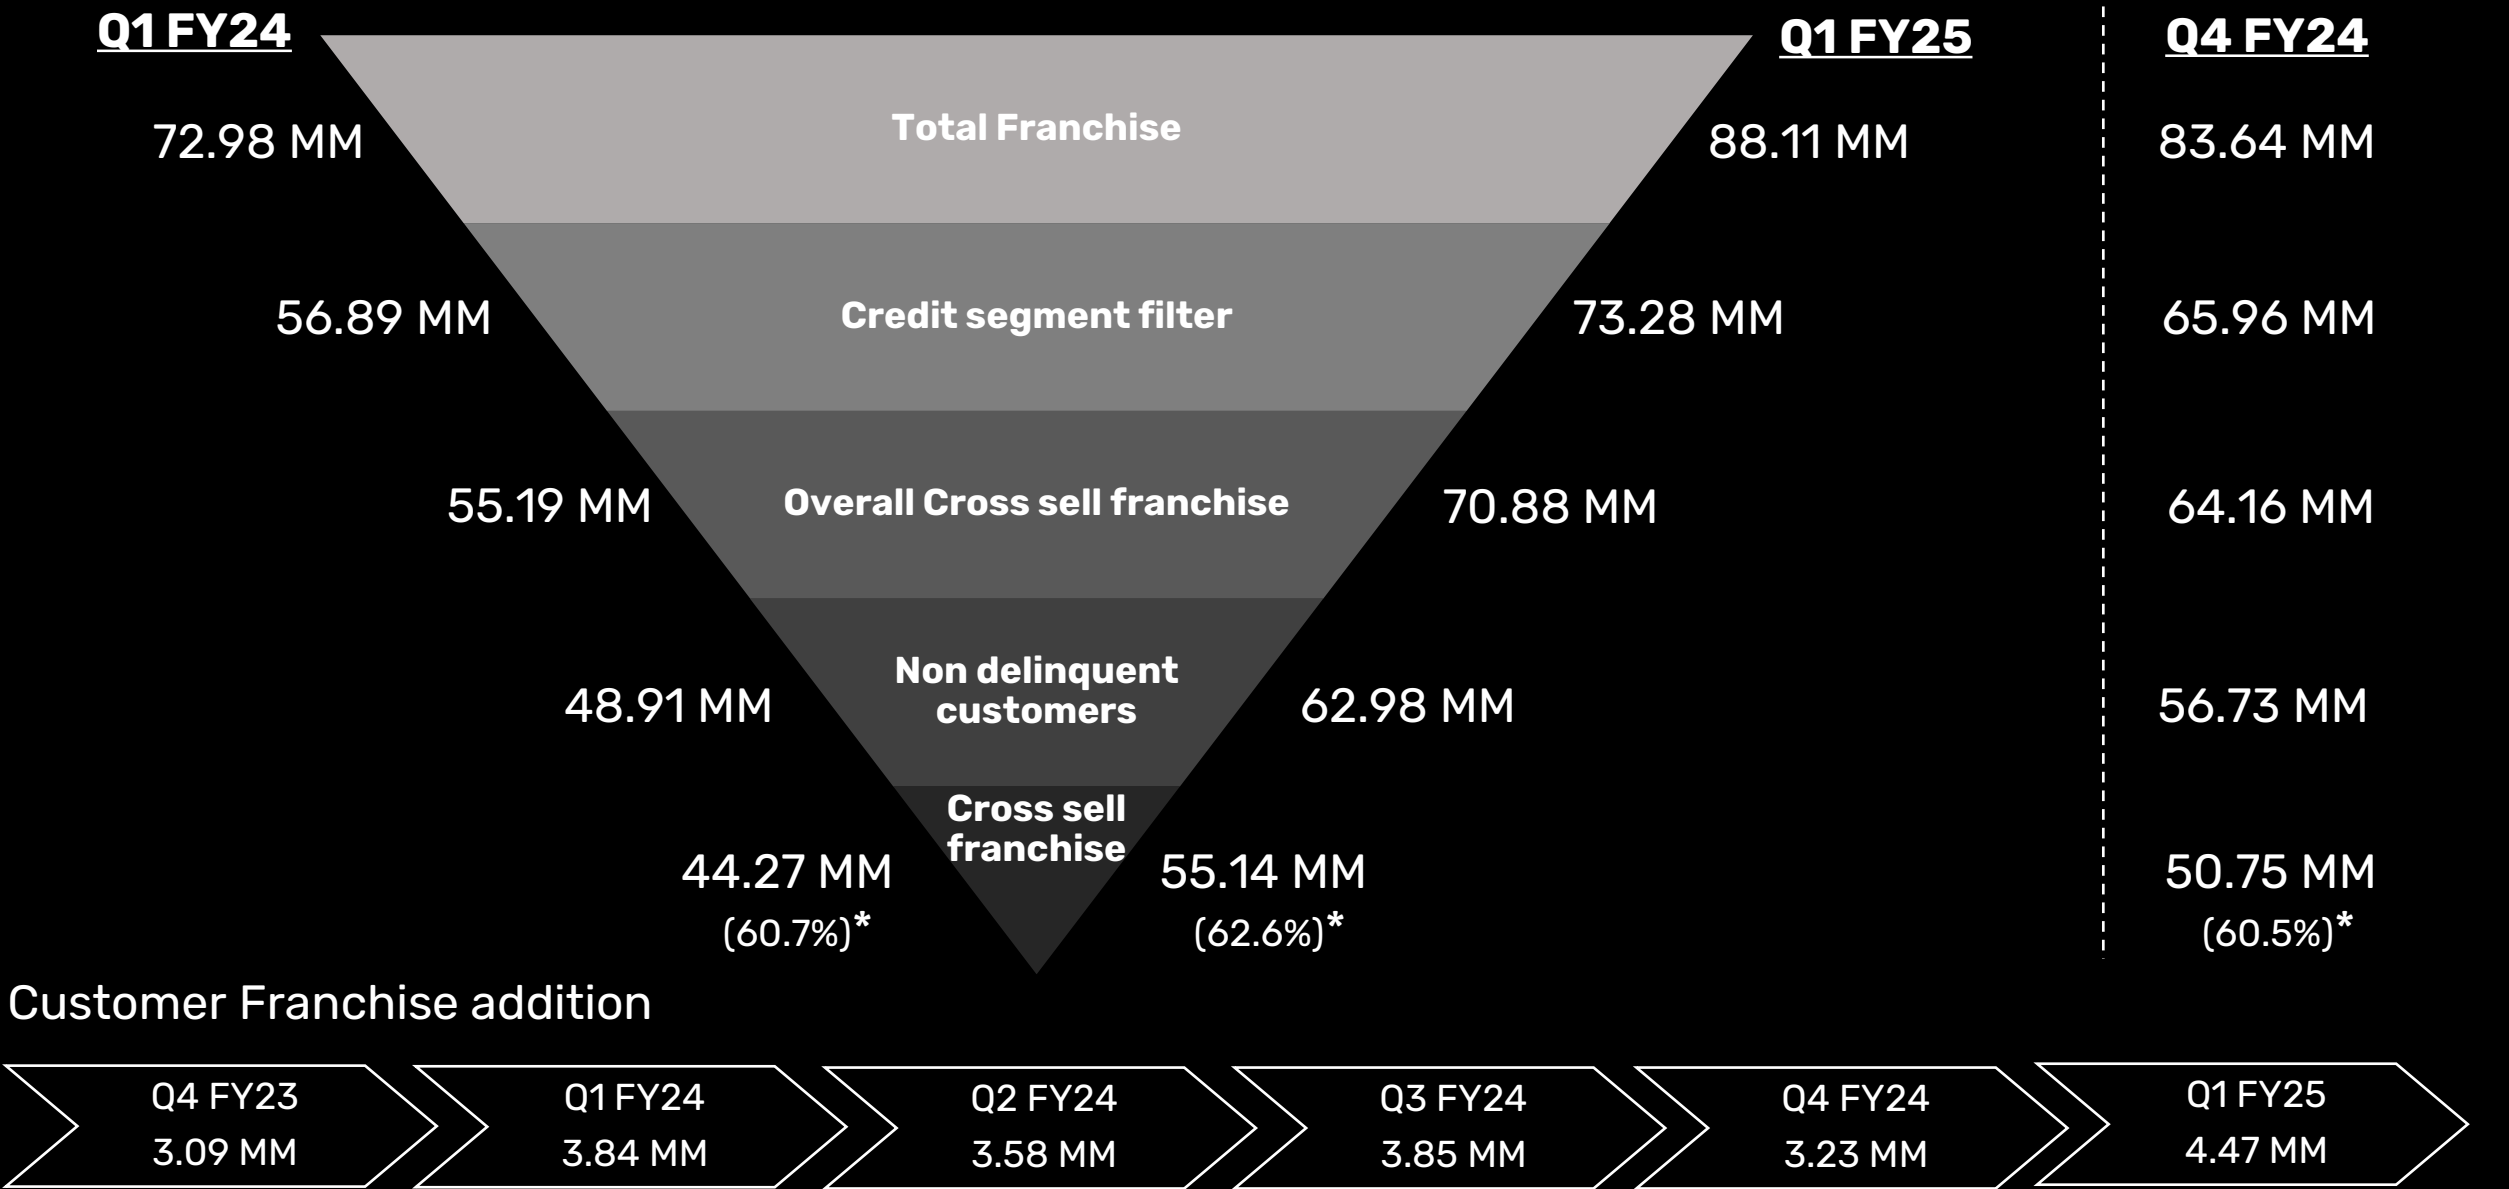 Q1 FY24
Q1 FY25
Q4 FY24
72.98 MM
Total Franchise
88.11 MM
83.64 MM
56.89 MM
Credit segment filter
73.28 MM
65.96 MM
55.19 MM
Overall Cross sell franchise
70.88 MM
64.16 MM
48.91 MM
Non delinquent
customers
62.98 MM
56.73 MM
Cross sell
franchise
44.27 MM
(60.7%)*
55.14 MM
(62.6%)*
50.75 MM
(60.5%)*
Customer Franchise addition
Q4 FY23
3.09 MM
Q1 FY24
3.84 MM
Q2 FY24
3.58 MM
Q3 FY24
3.85 MM
Q4 FY24
3.23 MM
Q1 FY25
4.47 MM